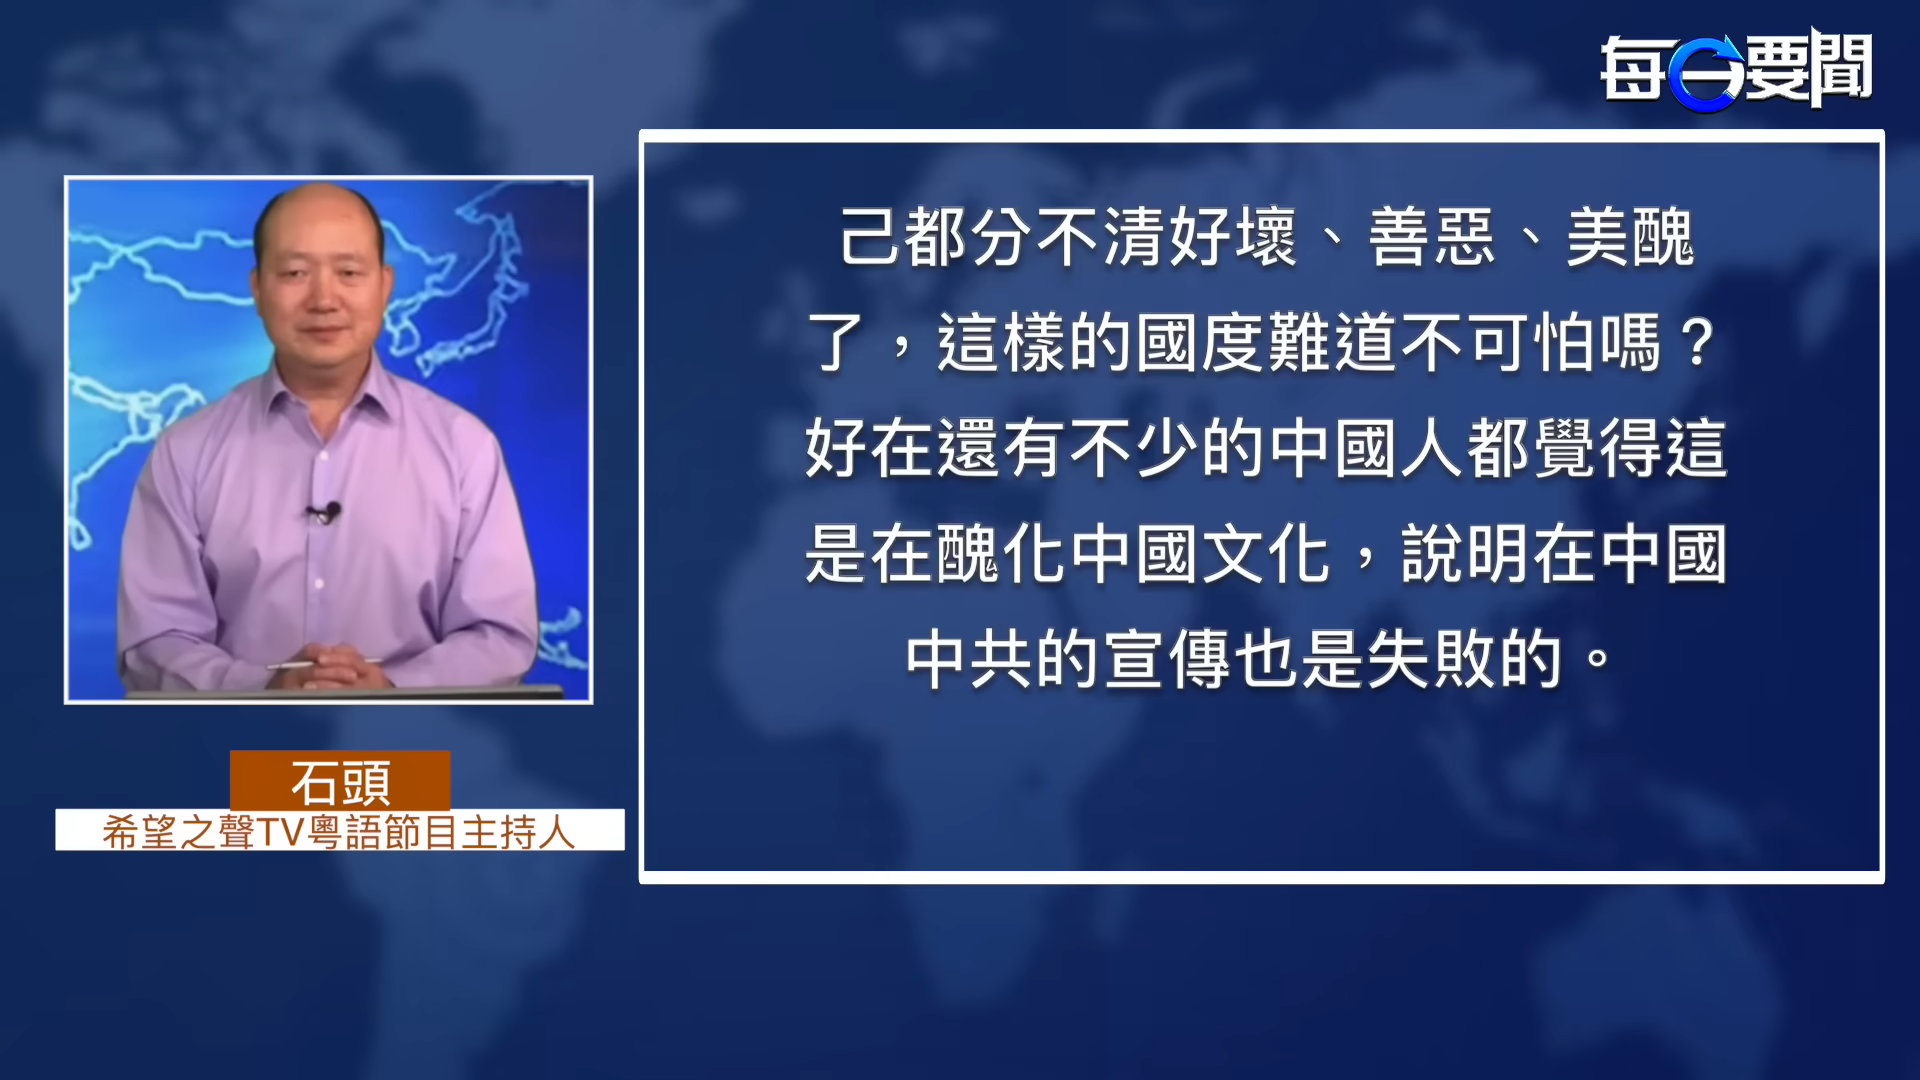 每日要聞
己都分不清好壞、善惡、美醜
了，這樣的國度難道不可怕嗎？
好在還有不少的中國人都覺得這
是在醜化中國文化，說明在中國
中共的宣傳也是失敗的。
石頭
希望之聲TV粵語節目主持人